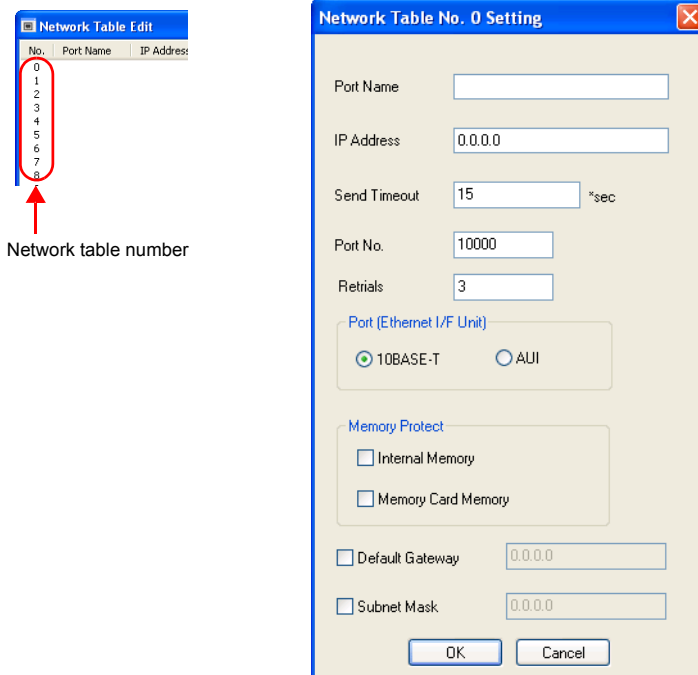 Network Table Edit
No. Port Name IP Address
0
1
2
3
4
5
6
7
8
Network table number
Network Table No. 0 Setting
Port Name
IP Address 0.0.0.0
Send Timeout 15 *sec
Port No. 10000
Retrials 3
Port (Ethernet I/F Unit)
10BASE-T AUI
Memory Protect
Internal Memory
Memory Card Memory
Default Gateway 0.0.0.0
Subnet Mask 0.0.0.0
OK Cancel